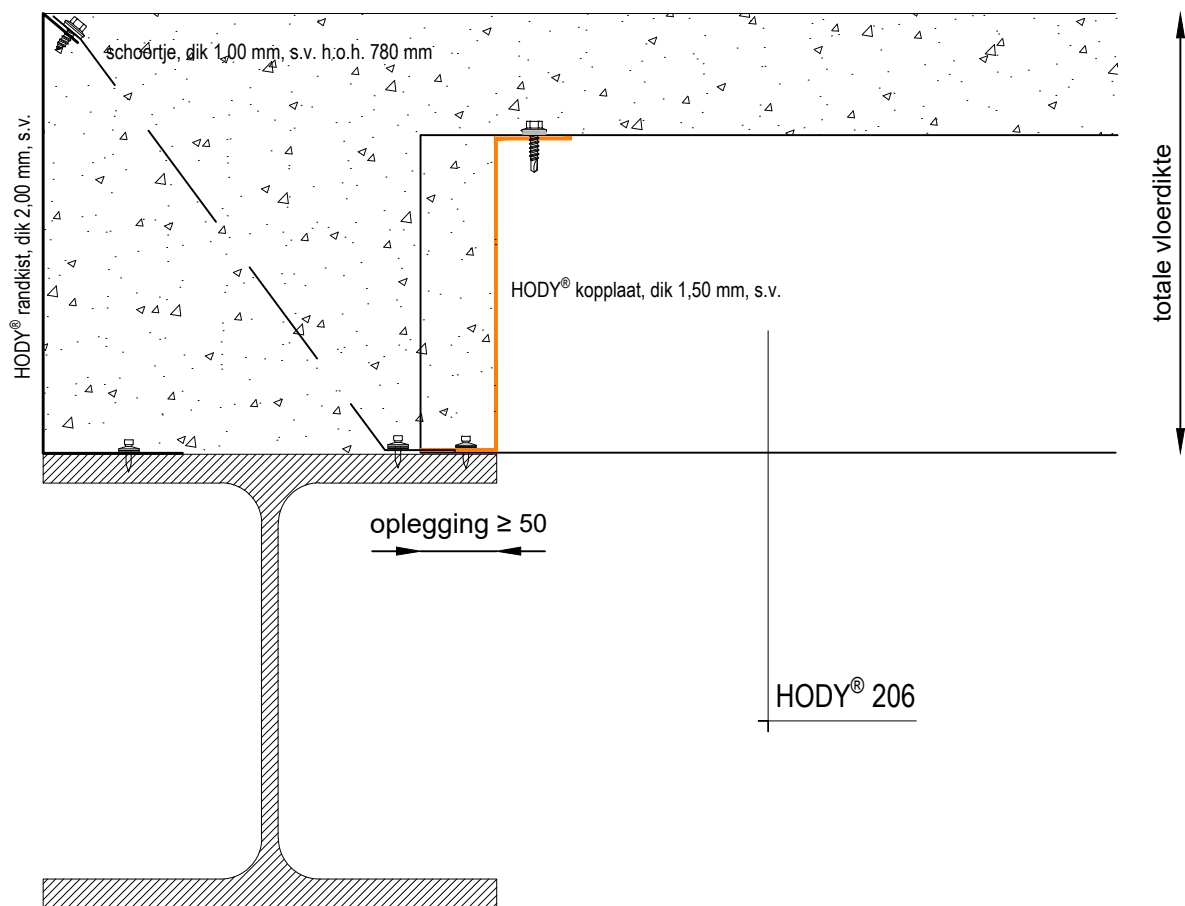 schoortje, dik 1,00 mm, s.v. h.o.h. 780 mm
HODY® randkist, dik 2,00 mm, s.v.
totale vloerdikte
HODY® kopplaat, dik 1,50 mm, s.v.
oplegging ≥ 50
HODY® 206